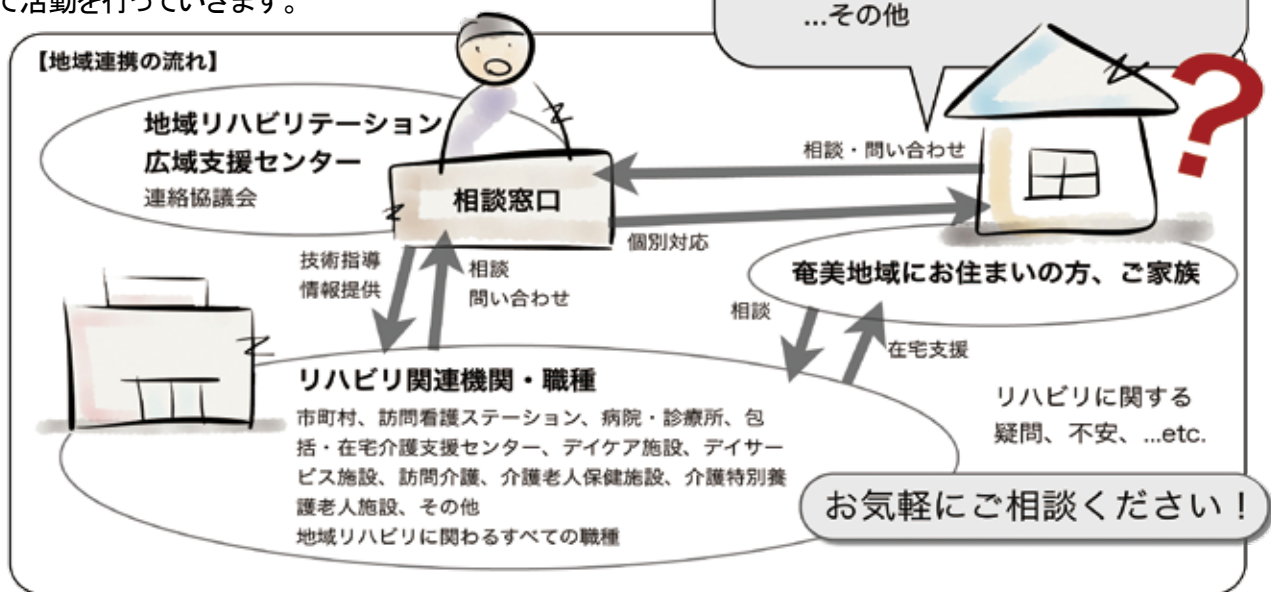 て活動を行っていきます。
…その他
【地域連携の流れ】
地域リハビリテーション
広域支援センター
連絡協議会
相談窓口
相談・問い合わせ
個別対応
?
奄美地域にお住まいの方、ご家族
技術指導
情報提供
相談
問い合わせ
相談
在宅支援
リハビリ関連機関・職種
市町村、訪問看護ステーション、病院・診療所、包
括・在宅介護支援センター、デイケア施設、デイサー
ビス施設、訪問介護、介護老人保健施設、介護特別養
護老人施設、その他
地域リハビリに関わるすべての職種
リハビリに関する
疑問、不安、...etc.
お気軽にご相談ください！